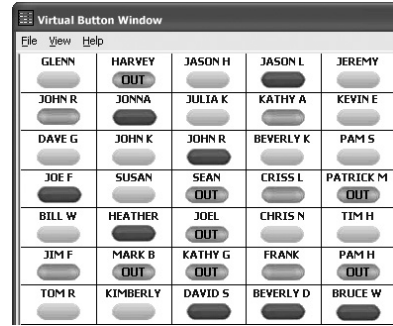 Virtual Button Window
File View Help
GLENN HARVEY JASON H JASON L JEREMY
OUT
JOHN R JONNA JULIA K KATHY A KEVIN E
DAVE G JOHN K JOHN R BEVERLY K PAM S
JOE F SUSAN SEAN CRISS L PATRICK M
OUT OUT
BILL W HEATHER JOEL CHRIS N TIM H
OUT
JIM F MARK B KATHY G FRANK PAM H
OUT OUT OUT
TOM R KIMBERLY DAVID S BEVERLY D BRUCE W